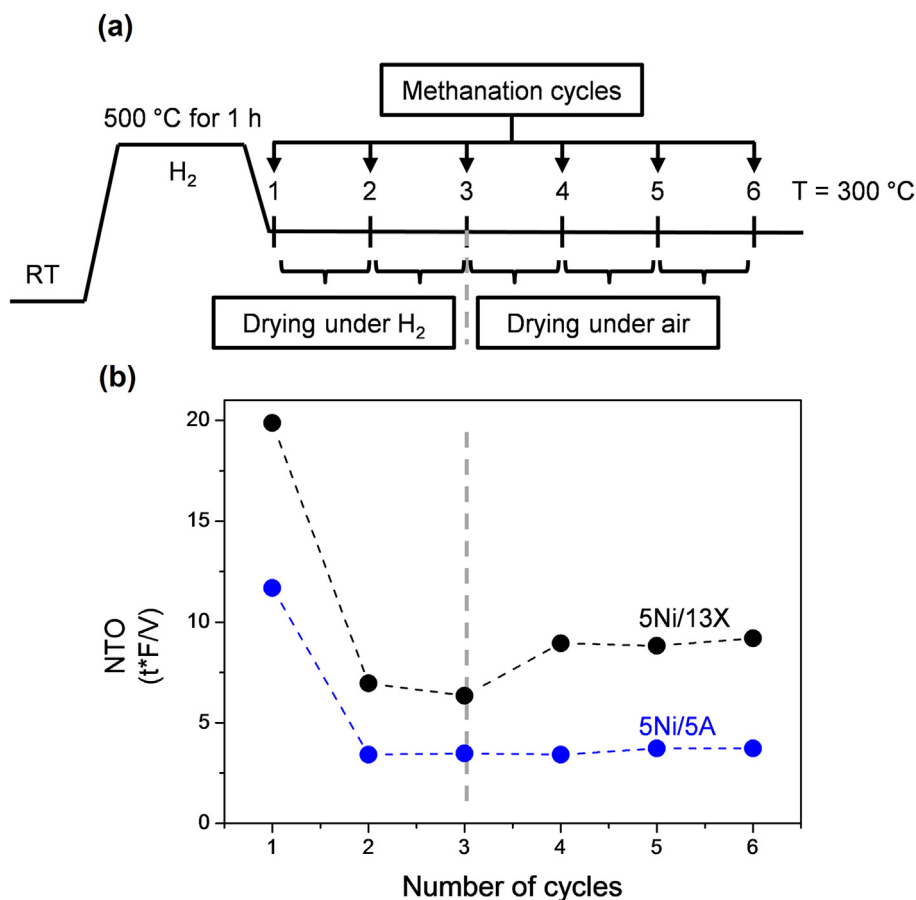 (a)
Methanation cycles
500 °C for 1 h
H₂
1 2 3 4 5 6 T = 300 °C
RT
Drying under H₂ Drying under air
(b)
20
15
10
5
0
NTO
(t*F/V)
5Ni/13X
5Ni/5A
1 2 3 4 5 6
Number of cycles